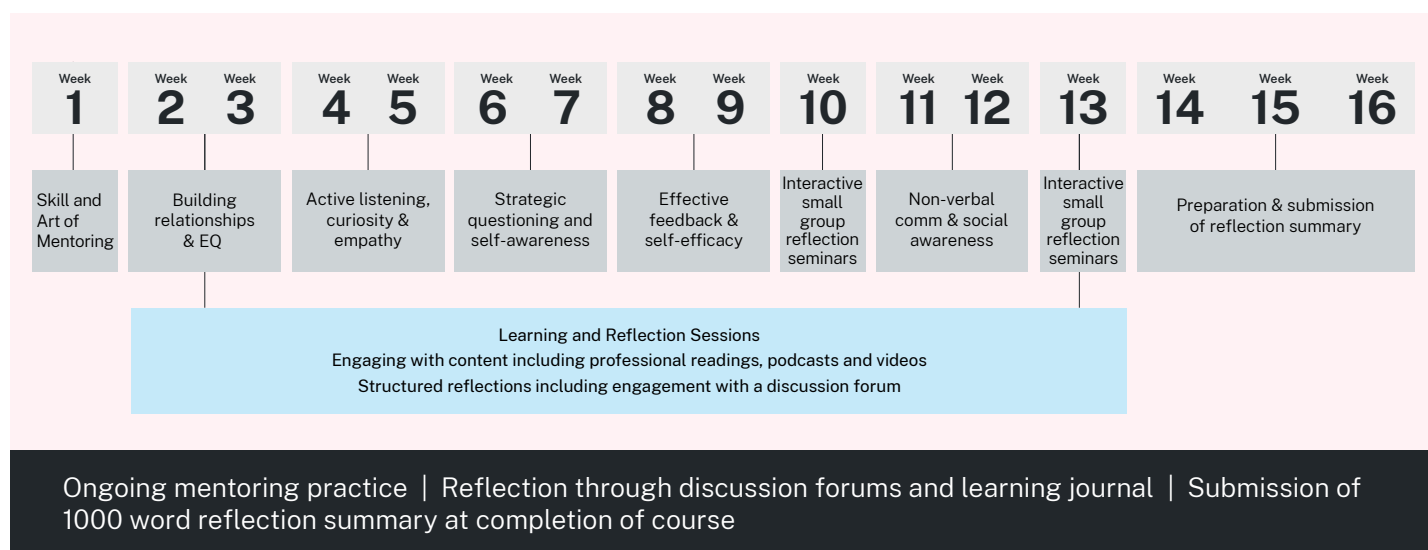 Week
1
Week Week
2 3
Week Week
4 5
Week Week
6 7
Week Week
8 9
Week
10
Week Week
11 12
Week
13
Week Week Week
14 15 16
Skill and
Art of
Mentoring
Building
relationships
& EQ
Active listening,
curiosity &
empathy
Strategic
questioning and
self-awareness
Effective
feedback &
self-efficacy
Interactive
small
group
reflection
seminars
Non-verbal
comm & social
awareness
Interactive
small
group
reflection
seminars
Preparation & submission
of reflection summary
Learning and Reflection Sessions
Engaging with content including professional readings, podcasts and videos
Structured reflections including engagement with a discussion forum
Ongoing mentoring practice | Reflection through discussion forums and learning journal | Submission of
1000 word reflection summary at completion of course